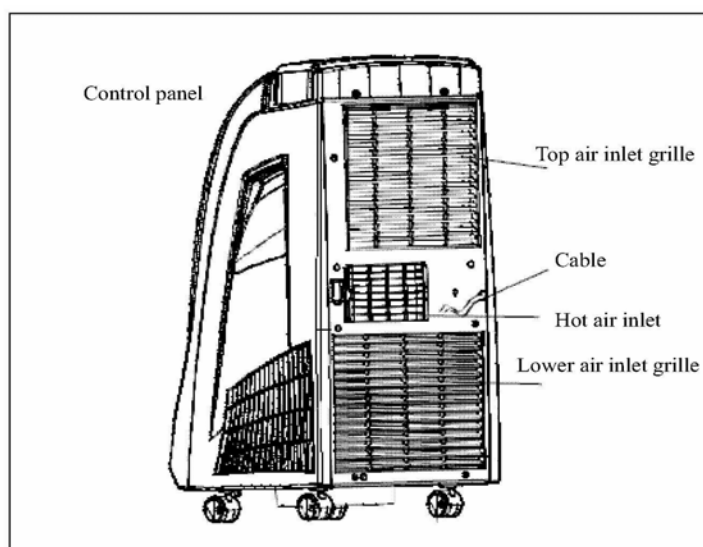 Control panel
Top air inlet grille
Cable
Hot air inlet
Lower air inlet grille